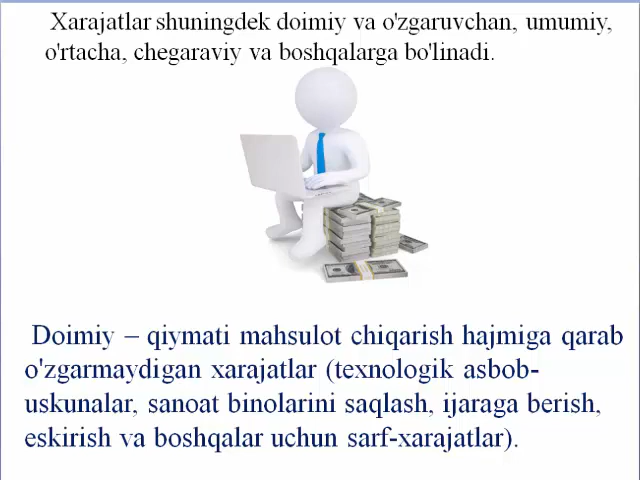 Xarajatlar shuningdek doimiy va o'zgaruvchan, umumiy,
o'rtacha, chegaraviy va boshqalarga bo'linadi.
Doimiy – qiymati mahsulot chiqarish hajmiga qarab
o'zgarmaydigan xarajatlar (texnologik asbob-
uskunalar, sanoat binolarini saqlash, ijaraga berish,
eskirish va boshqalar uchun sarf-xarajatlar).